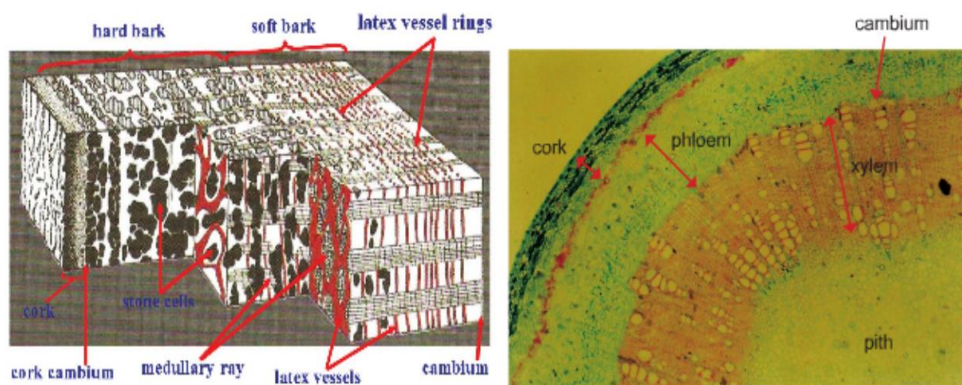 hard bark
soft bark
latex vessel rings
cork
stone cells
cork cambium
medullary ray
latex vessels
cambium
cambium
cork
phloem
xylem
pith